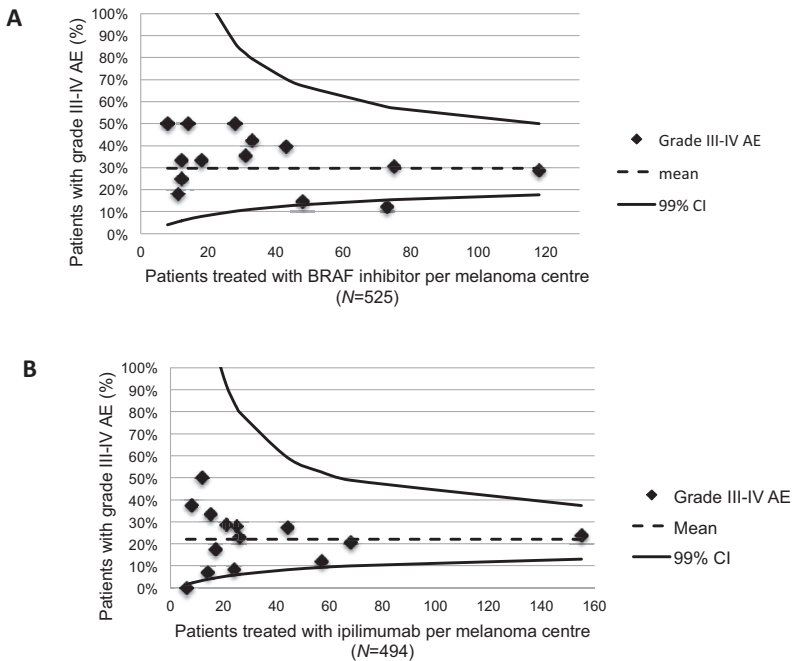 A
Patients with grade III-IV AE (%)
100%
90%
80%
70%
60%
50%
40%
30%
20%
10%
0%
0 20 40 60 80 100 120
Patients treated with BRAF inhibitor per melanoma centre
(N=525)
Grade III-IV AE
mean
99% CI
B
Patients with grade III-IV AE (%)
100%
90%
80%
70%
60%
50%
40%
30%
20%
10%
0%
0 20 40 60 80 100 120 140 160
Patients treated with ipilimumab per melanoma centre
(N=494)
Grade III-IV AE
Mean
99% CI